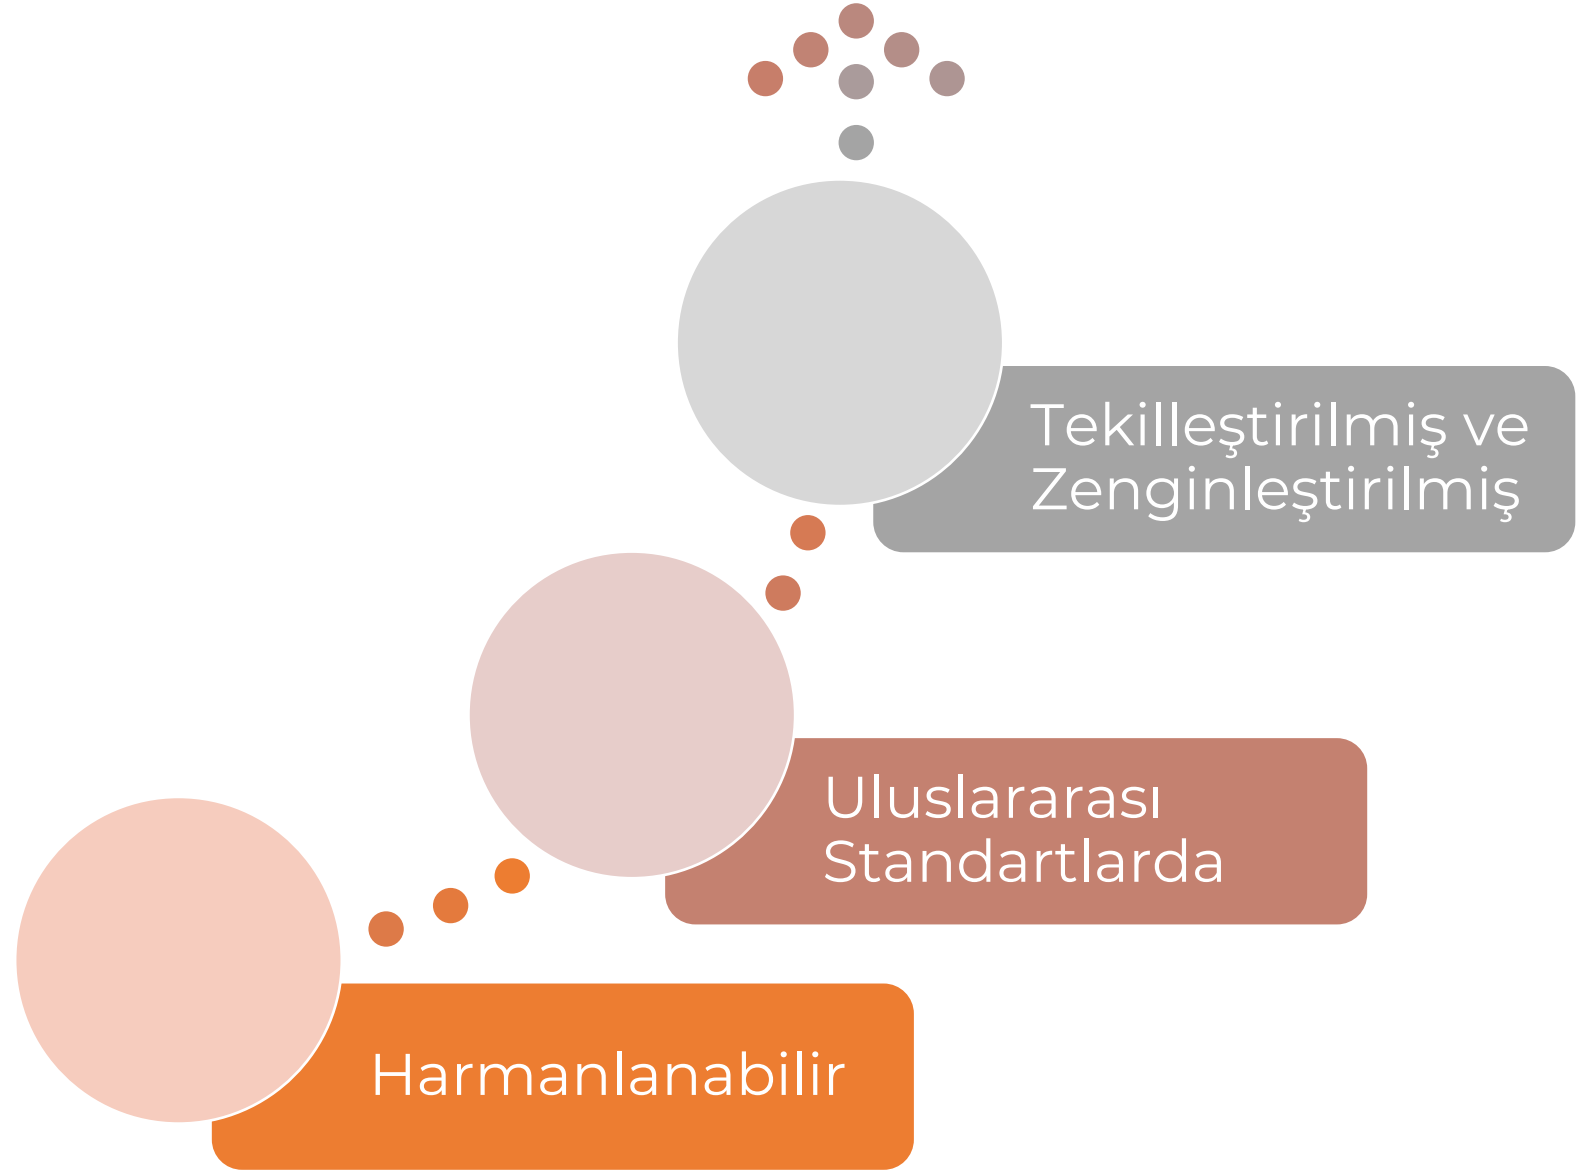 Tekilleştirilmiş ve
Zenginleştirilmiş
Uluslararası
Standartlarda
Harmanlanabilir